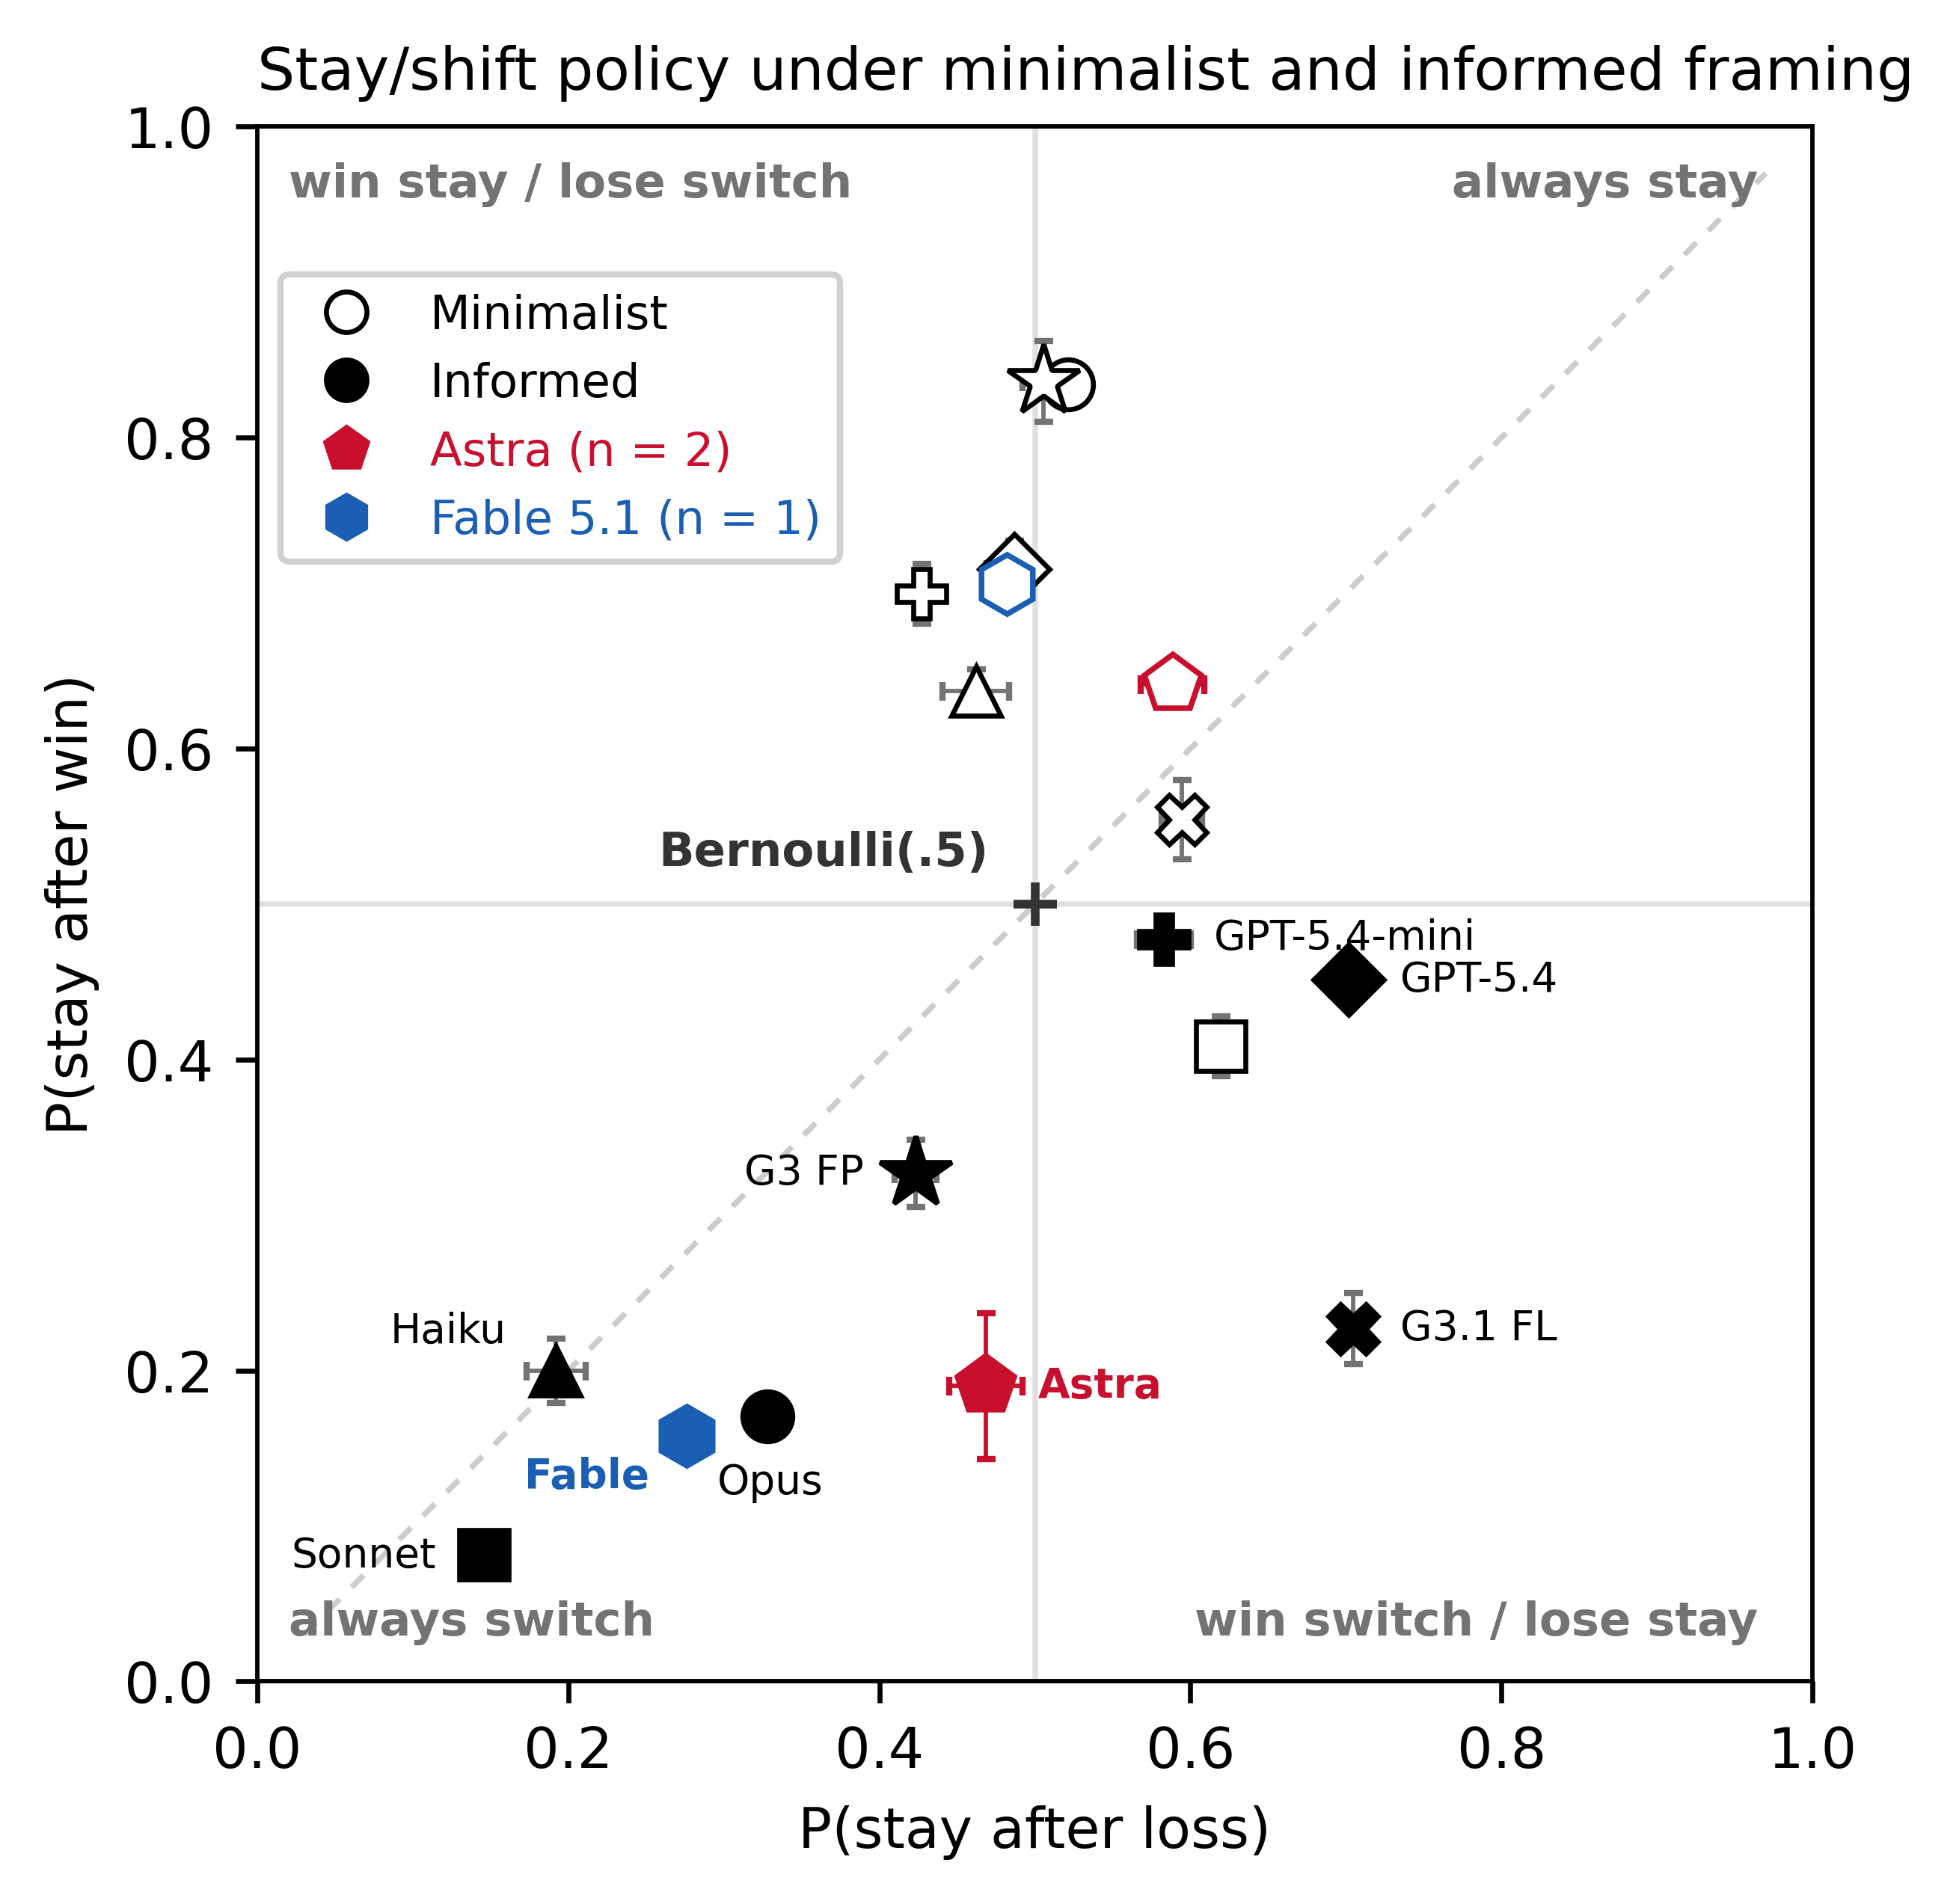 Stay/shift policy under minimalist and informed framing
1.0
win stay / lose switch
always stay
Minimalist
Informed
Astra (n = 2)
Fable 5.1 (n = 1)
0.8
0.6
Bernoulli(.5)
GPT-5.4-mini
GPT-5.4
0.4
G3 FP
Haiku
G3.1 FL
0.2
Astra
Fable
Opus
Sonnet
always switch
win switch / lose stay
0.0
0.0
0.2
0.4
0.6
0.8
1.0
P(stay after loss)
P(stay after win)